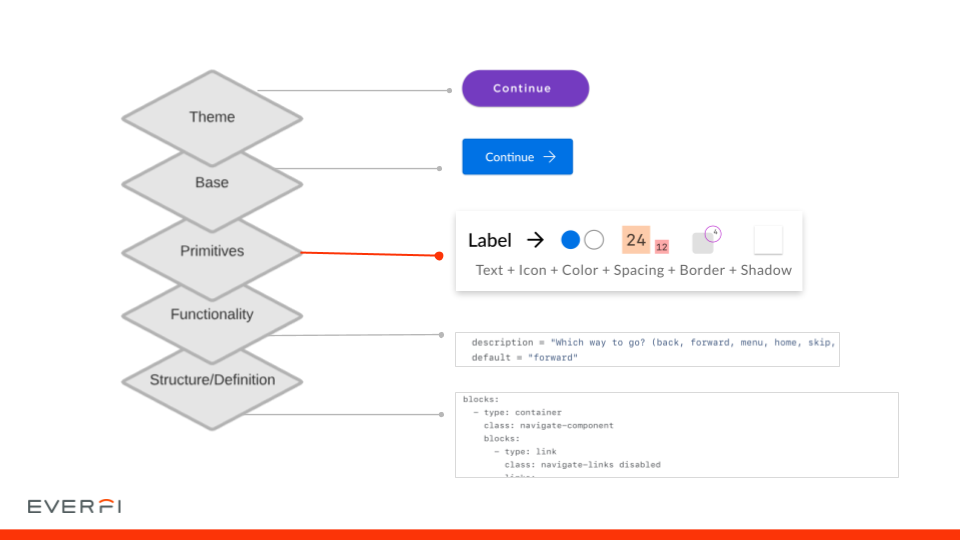 Theme
Continue
Base
Continue
Primitives
Label
24
12
4
Text + Icon + Color + Spacing + Border + Shadow
Functionality
description = "Which way to go? (back, forward, menu, home, skip,
default = "forward"
Structure/Definition
blocks:
- type: container
class: navigate-component
blocks:
- type: link
class: navigate-links disabled
EVERFI